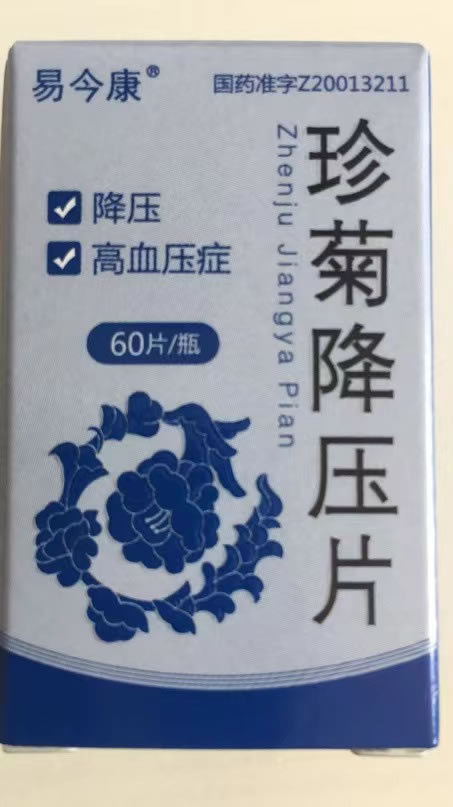 易今康®
国药准字Z20013211
珍菊降压片
Zhenju Jiangya Pian
降压
高血压症
60片/瓶